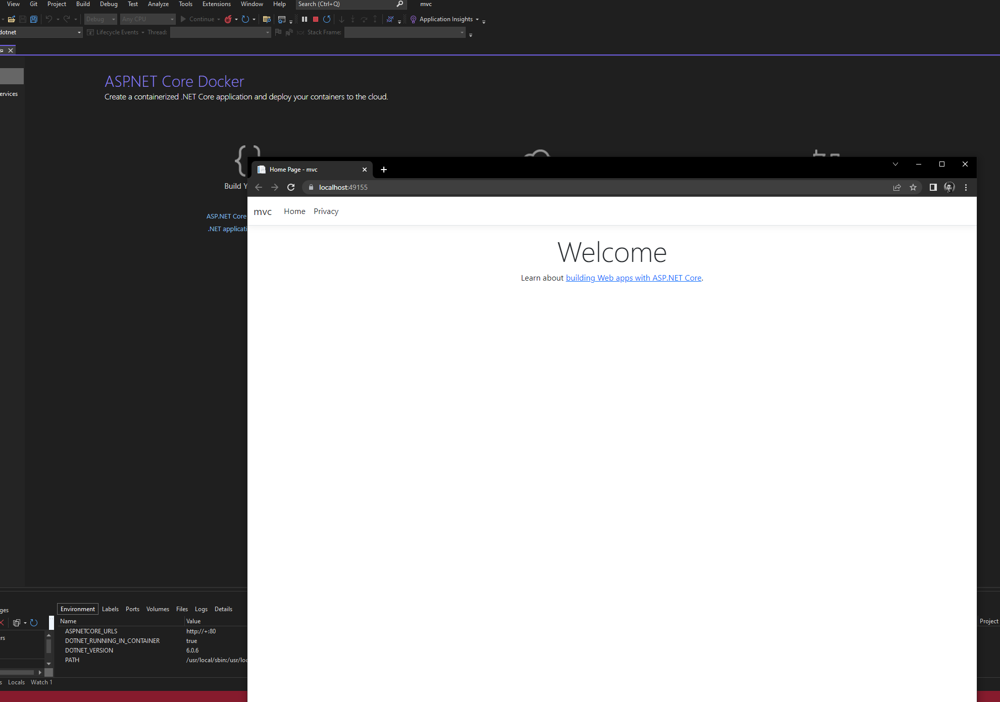 View Git Project Build Debug Test Analyze Tools Extensions Window Help Search (Ctrl+Q) mvc
Debug Any CPU Continue Application Insights
dotnet Lifecycle Events Thread: Stack Frame:
ervices
ASP.NET Core Docker
Create a containerized .NET Core application and deploy your containers to the cloud.
Build Y
ASP.NET Core
.NET applicati
Home Page - mvc
localhost:49155
mvc Home Privacy
Welcome
Learn about building Web apps with ASP.NET Core.
ges
Environment Labels Ports Volumes Files Logs Details
Name Value
ASPNETCORE_URLS http://+:80
DOTNET_RUNNING_IN_CONTAINER true
DOTNET_VERSION 6.0.6
PATH /usr/local/sbin:/usr/loc
ers
Project
s Locals Watch 1